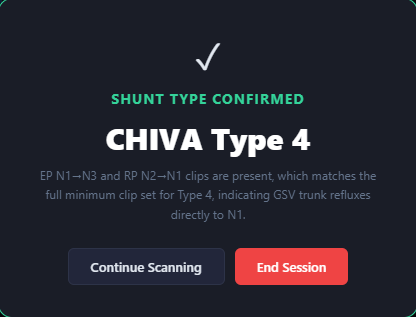 ✓
SHUNT TYPE CONFIRMED
CHIVA Type 4
EP N1→N3 and RP N2→N1 clips are present, which matches the
full minimum clip set for Type 4, indicating GSV trunk refluxes
directly to N1.
Continue Scanning
End Session